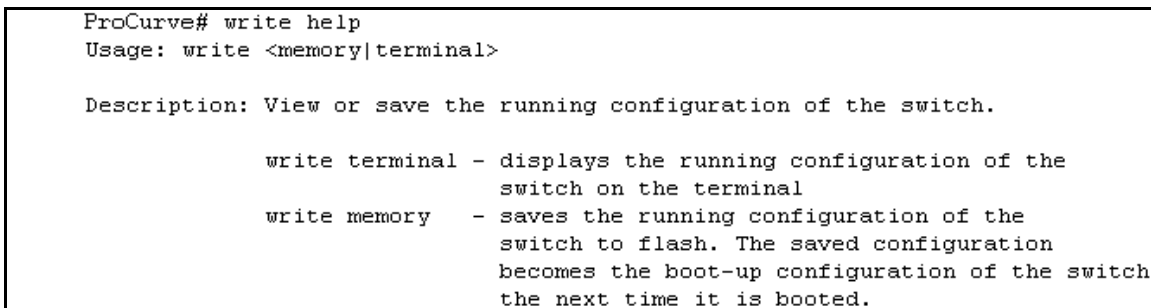 ProCurve# write help
Usage: write <memory|terminal>
Description: View or save the running configuration of the switch.
write terminal - displays the running configuration of the
switch on the terminal
write memory - saves the running configuration of the
switch to flash. The saved configuration
becomes the boot-up configuration of the switch
the next time it is booted.